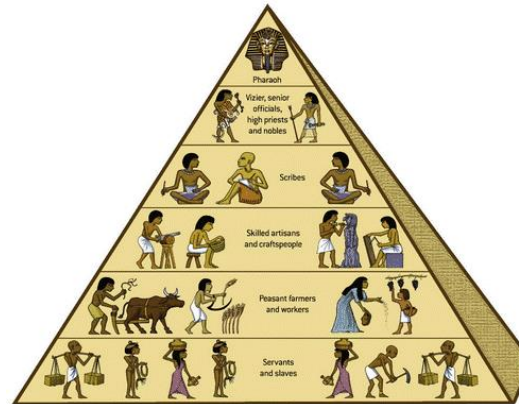 Pharaoh
Vizier, senior
officials,
high priests
and nobles
Scribes
Skilled artisans
and craftspeople
Peasant farmers
and workers
Servants
and slaves